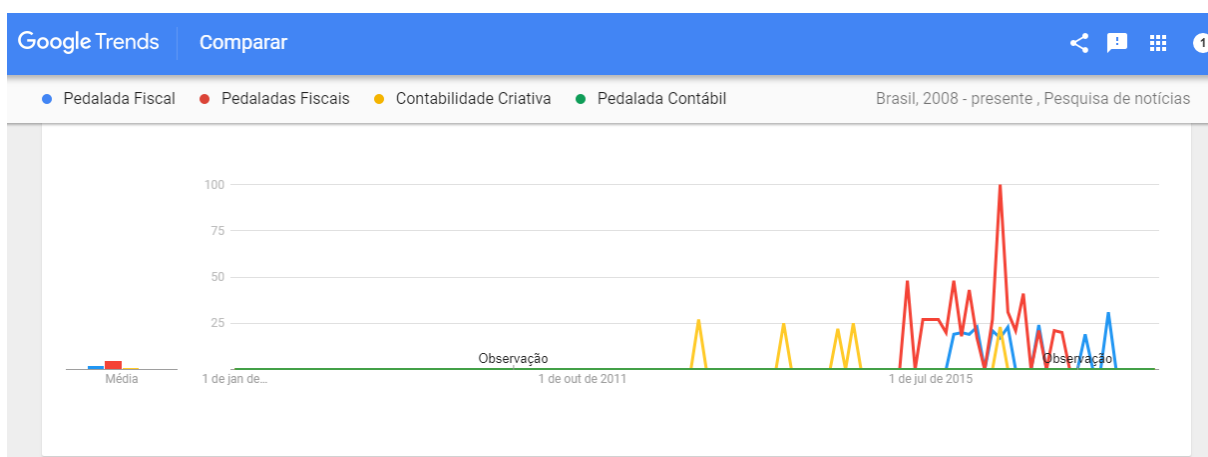 Google Trends Comparar 1
Pedalada Fiscal Pedaladas Fiscais Contabilidade Criativa Pedalada Contábil Brasil, 2008 - presente , Pesquisa de notícias
100
75
50
25
Observação Observação
Média 1 de jan de... 1 de out de 2011 1 de jul de 2015